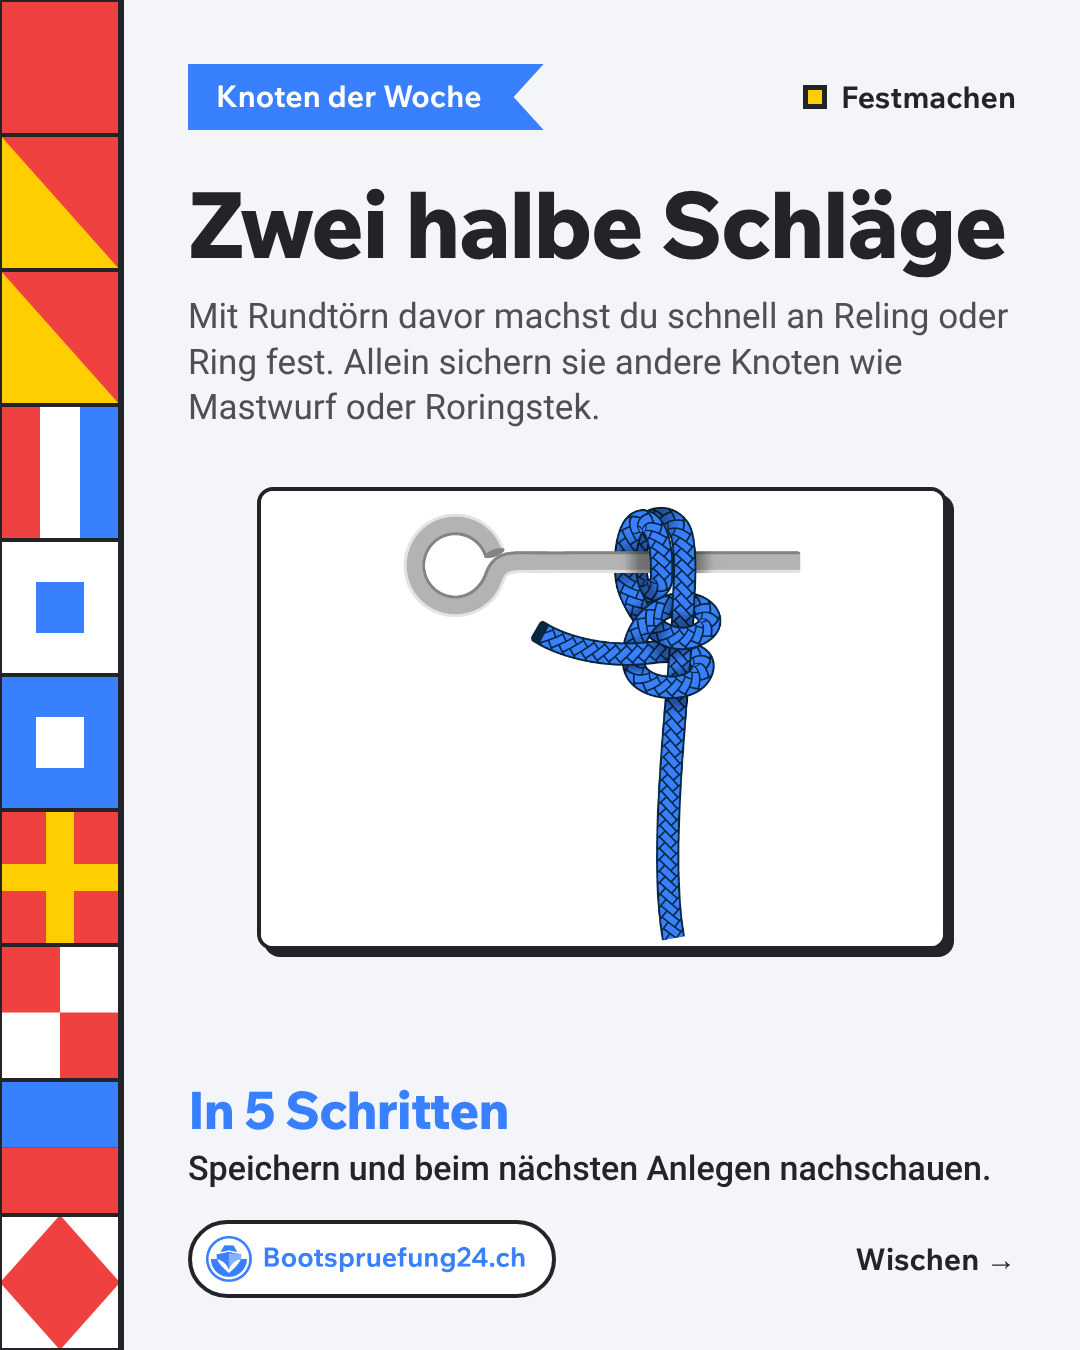 Knoten der Woche
Festmachen
Zwei halbe Schläge
Mit Rundtörn davor machst du schnell an Reling oder
Ring fest. Allein sichern sie andere Knoten wie
Mastwurf oder Roringstek.
In 5 Schritten
Speichern und beim nächsten Anlegen nachschauen.
Bootspruefung24.ch
Wischen →